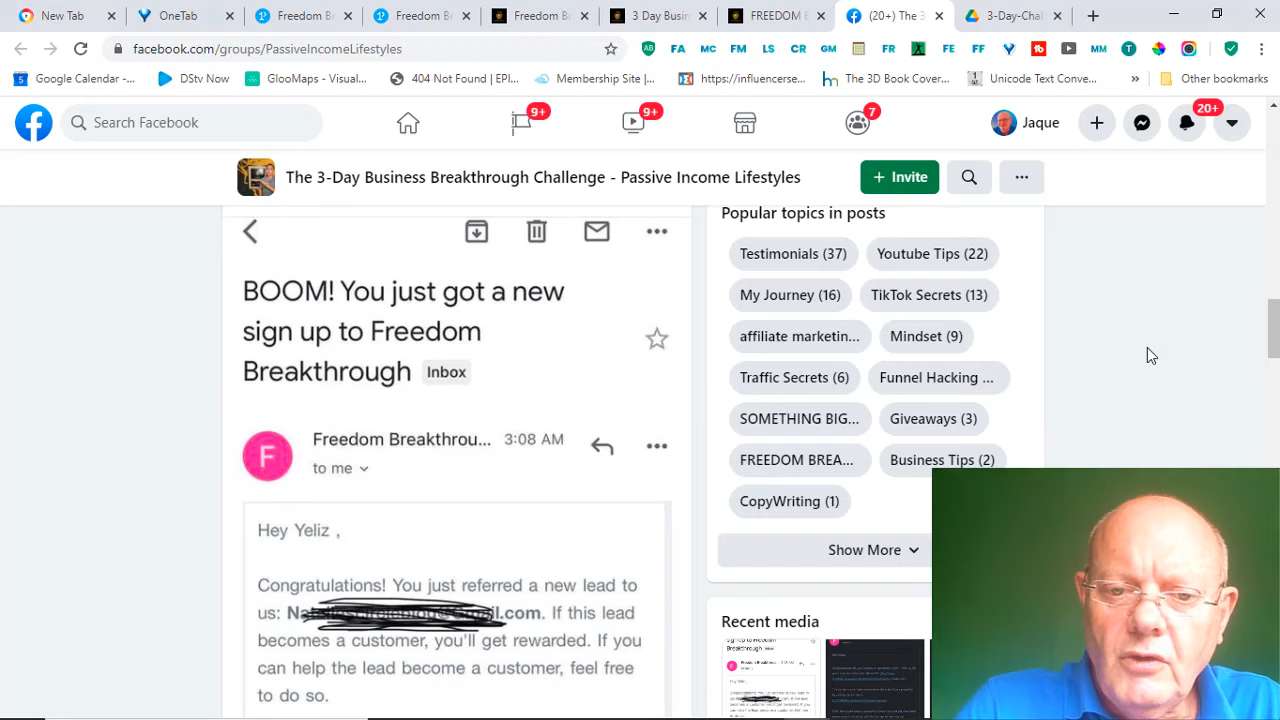 New Tab
OneTab
Freedom B
Freedom Be
Freedom B
3 Day Busin
FREEDOM B
(20+) The 3
3-Day-Chal
facebook.com/groups/PassiveIncomeLifestyles
AB FA MC FM LS CR GM FR FE FF MM T
Google Calendar -...
Dirty Now
GlooMaps - Visual...
404 Not Found | EPI...
Membership Site |...
https://influencerse...
The 3D Book Cover...
Unicode Text Conve...
»
Other bookmarks
Search Facebook
9+
9+
7
Jaque
20+
The 3-Day Business Breakthrough Challenge - Passive Income Lifestyles
+ Invite
BOOM! You just got a new
sign up to Freedom
Breakthrough Inbox
F
Freedom Breakthrou... 3:08 AM
to me
Hey Yeliz ,
Congratulations! You just referred a new lead to
us: .com. If this lead
becomes a customer, you'll get rewarded. If you
can help the lead become a customer, feel free
to do so.
Popular topics in posts
Testimonials (37)
Youtube Tips (22)
My Journey (16)
TikTok Secrets (13)
affiliate marketin...
Mindset (9)
Traffic Secrets (6)
Funnel Hacking ...
SOMETHING BIG...
Giveaways (3)
FREEDOM BREA...
Business Tips (2)
CopyWriting (1)
Show More
Recent media
Breakthrough